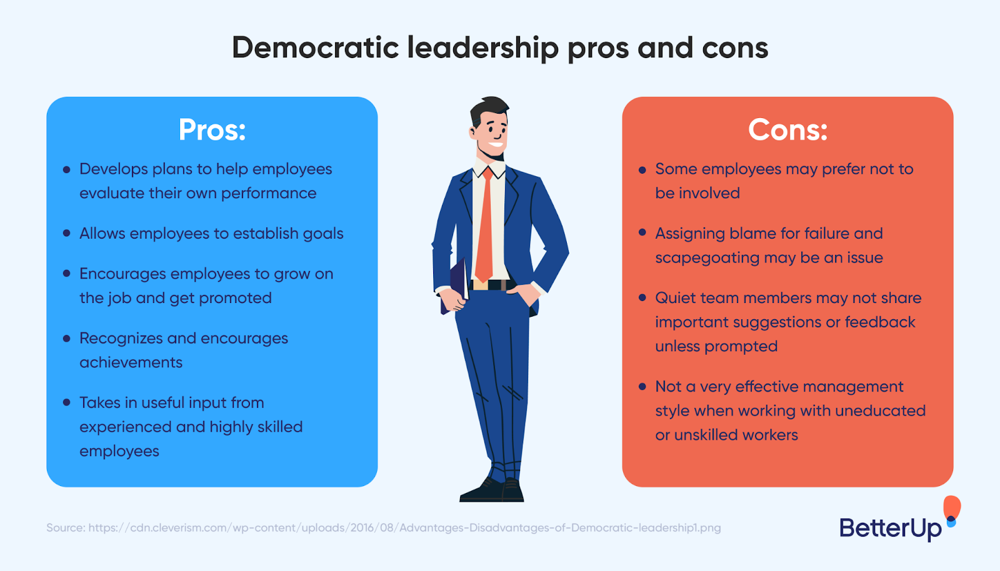 Democratic leadership pros and cons
Pros:
Develops plans to help employees
evaluate their own performance
Allows employees to establish goals
Encourages employees to grow on
the job and get promoted
Recognizes and encourages
achievements
Takes in useful input from
experienced and highly skilled
employees
Cons:
Some employees may prefer not to
be involved
Assigning blame for failure and
scapegoating may be an issue
Quiet team members may not share
important suggestions or feedback
unless prompted
Not a very effective management
style when working with uneducated
or unskilled workers
Source: https://cdn.cleverism.com/wp-content/uploads/2016/08/Advantages-Disadvantages-of-Democratic-leadership1.png
BetterUp